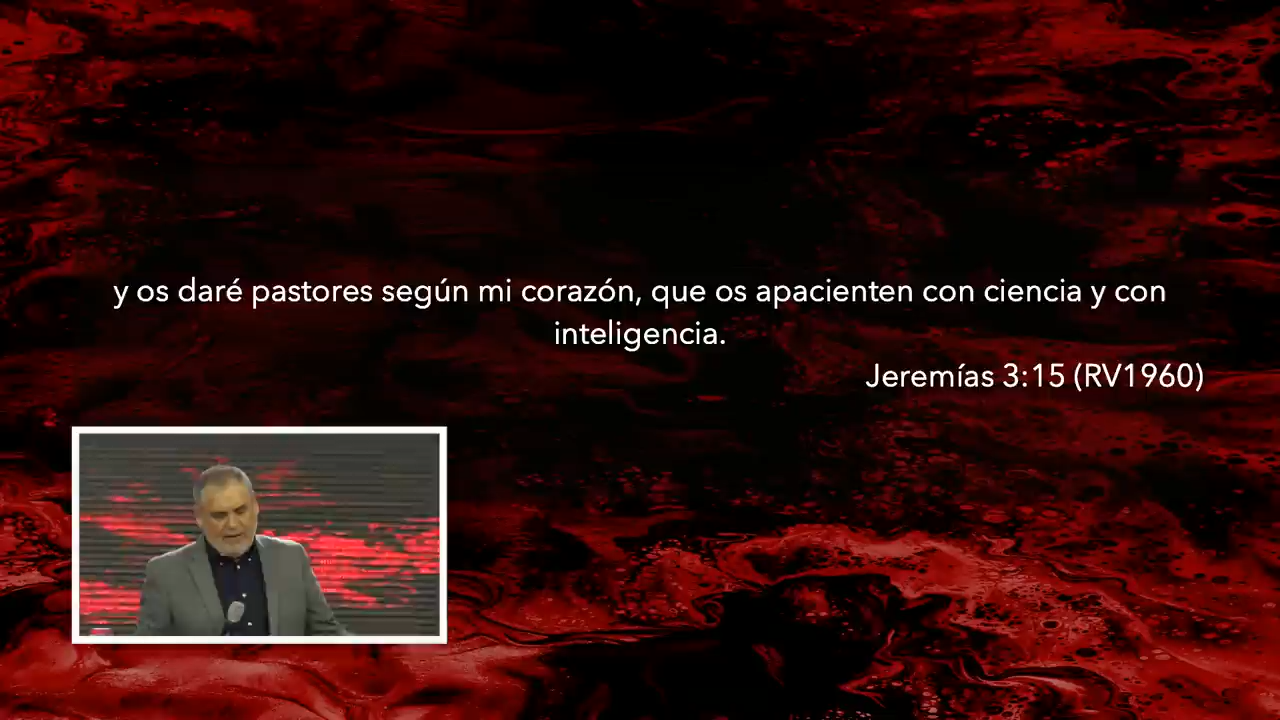 y os daré pastores según mi corazón, que os apacienten con ciencia y con
inteligencia.
Jeremías 3:15 (RV1960)